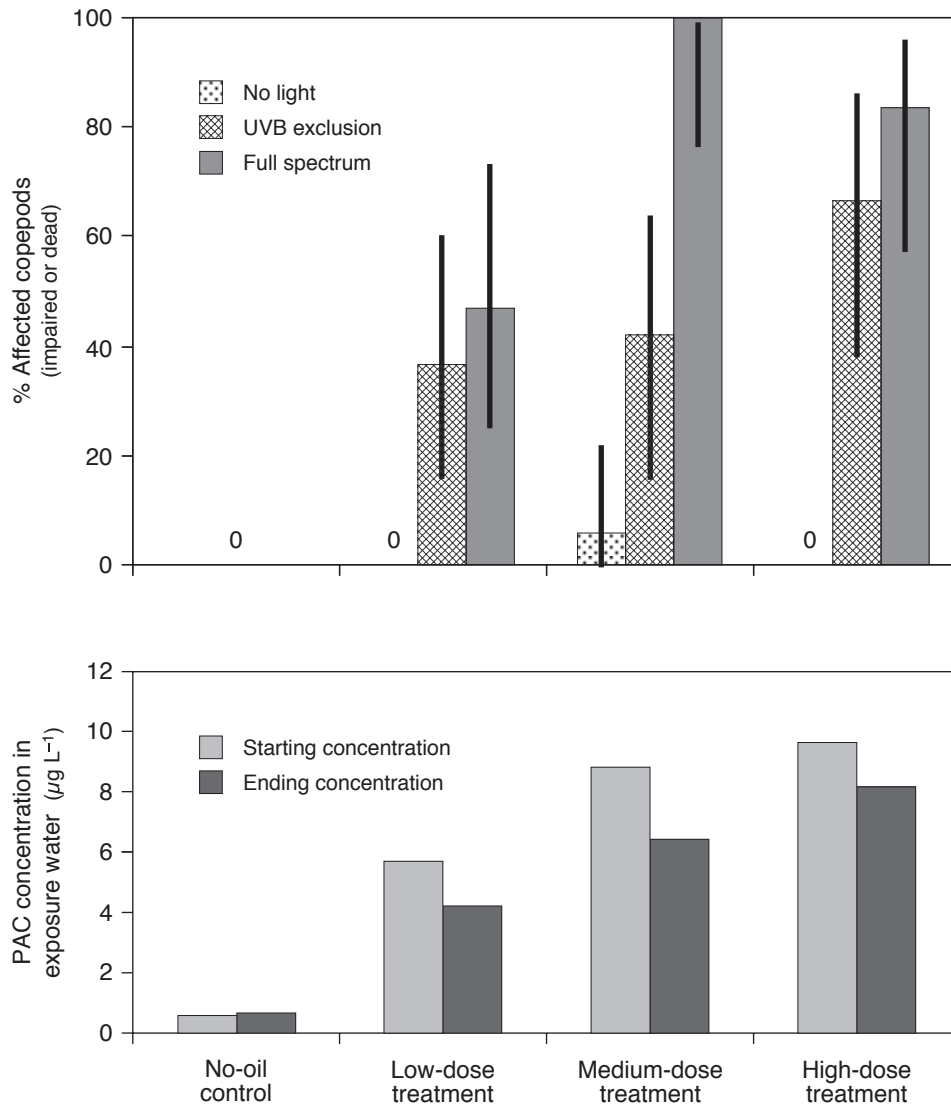 100
80
60
40
20
0
% Affected copepods
(impaired or dead)
No light
UVB exclusion
Full spectrum
0
0
0
12
10
8
6
4
2
0
PAC concentration in
exposure water (µg L⁻¹)
Starting concentration
Ending concentration
No-oil
control
Low-dose
treatment
Medium-dose
treatment
High-dose
treatment